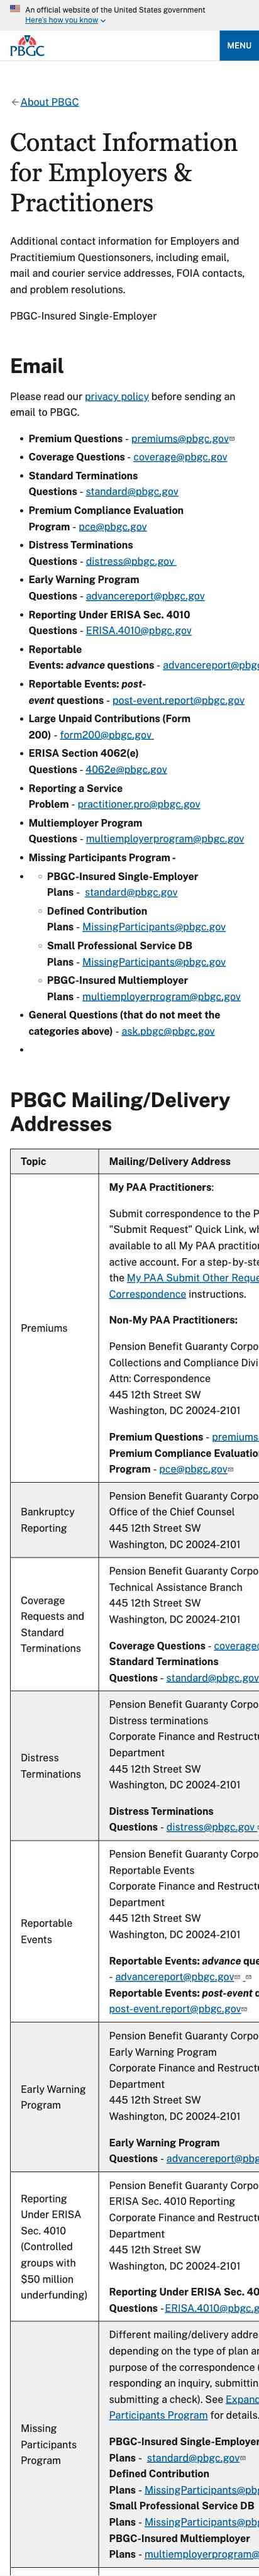 An official website of the United States government
Here's how you know
PBGC
MENU
About PBGC
Contact Information
for Employers &
Practitioners
Additional contact information for Employers and
Practitiemium Questionsoners, including email,
mail and courier service addresses, FOIA contacts,
and problem resolutions.
PBGC-Insured Single-Employer
Email
Please read our privacy policy before sending an
email to PBGC.
• Premium Questions - premiums@pbgc.gov
• Coverage Questions - coverage@pbgc.gov
• Standard Terminations
Questions - standard@pbgc.gov
• Premium Compliance Evaluation
Program - pce@pbgc.gov
• Distress Terminations
Questions - distress@pbgc.gov
• Early Warning Program
Questions - advancereport@pbgc.gov
• Reporting Under ERISA Sec. 4010
Questions - ERISA.4010@pbgc.gov
• Reportable
Events: advance questions - advancereport@pbg
• Reportable Events: post-
event questions - post-event.report@pbgc.gov
• Large Unpaid Contributions (Form
200) - form200@pbgc.gov
• ERISA Section 4062(e)
Questions - 4062e@pbgc.gov
• Reporting a Service
Problem - practitioner.pro@pbgc.gov
• Multiemployer Program
Questions - multiemployerprogram@pbgc.gov
• Missing Participants Program -
• ○ PBGC-Insured Single-Employer
Plans - standard@pbgc.gov
○ Defined Contribution
Plans - MissingParticipants@pbgc.gov
○ Small Professional Service DB
Plans - MissingParticipants@pbgc.gov
○ PBGC-Insured Multiemployer
Plans - multiemployerprogram@pbgc.gov
• General Questions (that do not meet the
categories above) - ask.pbgc@pbgc.gov
•
PBGC Mailing/Delivery
Addresses
Topic Mailing/Delivery Address
Premiums
My PAA Practitioners:
Submit correspondence to the P
"Submit Request" Quick Link, wh
available to all My PAA practition
active account. For a step-by-ste
the My PAA Submit Other Reque
Correspondence instructions.
Non-My PAA Practitioners:
Pension Benefit Guaranty Corpo
Collections and Compliance Divi
Attn: Correspondence
445 12th Street SW
Washington, DC 20024-2101
Premium Questions - premiums
Premium Compliance Evaluatio
Program - pce@pbgc.gov
Bankruptcy
Reporting
Pension Benefit Guaranty Corpo
Office of the Chief Counsel
445 12th Street SW
Washington, DC 20024-2101
Coverage
Requests and
Standard
Terminations
Pension Benefit Guaranty Corpo
Technical Assistance Branch
445 12th Street SW
Washington, DC 20024-2101
Coverage Questions - coverage
Standard Terminations
Questions - standard@pbgc.gov
Distress
Terminations
Pension Benefit Guaranty Corpo
Distress terminations
Corporate Finance and Restructu
Department
445 12th Street SW
Washington, DC 20024-2101
Distress Terminations
Questions - distress@pbgc.gov
Reportable
Events
Pension Benefit Guaranty Corpo
Reportable Events
Corporate Finance and Restructu
Department
445 12th Street SW
Washington, DC 20024-2101
Reportable Events: advance que
- advancereport@pbgc.gov
Reportable Events: post-event q
post-event.report@pbgc.gov
Early Warning
Program
Pension Benefit Guaranty Corpo
Early Warning Program
Corporate Finance and Restructu
Department
445 12th Street SW
Washington, DC 20024-2101
Early Warning Program
Questions - advancereport@pbg
Reporting
Under ERISA
Sec. 4010
(Controlled
groups with
$50 million
underfunding)
Pension Benefit Guaranty Corpo
ERISA Sec. 4010 Reporting
Corporate Finance and Restructu
Department
445 12th Street SW
Washington, DC 20024-2101
Reporting Under ERISA Sec. 40
Questions - ERISA.4010@pbgc.g
Missing
Participants
Program
Different mailing/delivery addre
depending on the type of plan an
purpose of the correspondence (
responding an inquiry, submittin
submitting a check). See Expand
Participants Program for details.
PBGC-Insured Single-Employer
Plans - standard@pbgc.gov
Defined Contribution
Plans - MissingParticipants@pbg
Small Professional Service DB
Plans - MissingParticipants@pbg
PBGC-Insured Multiemployer
Plans - multiemployerprogram@